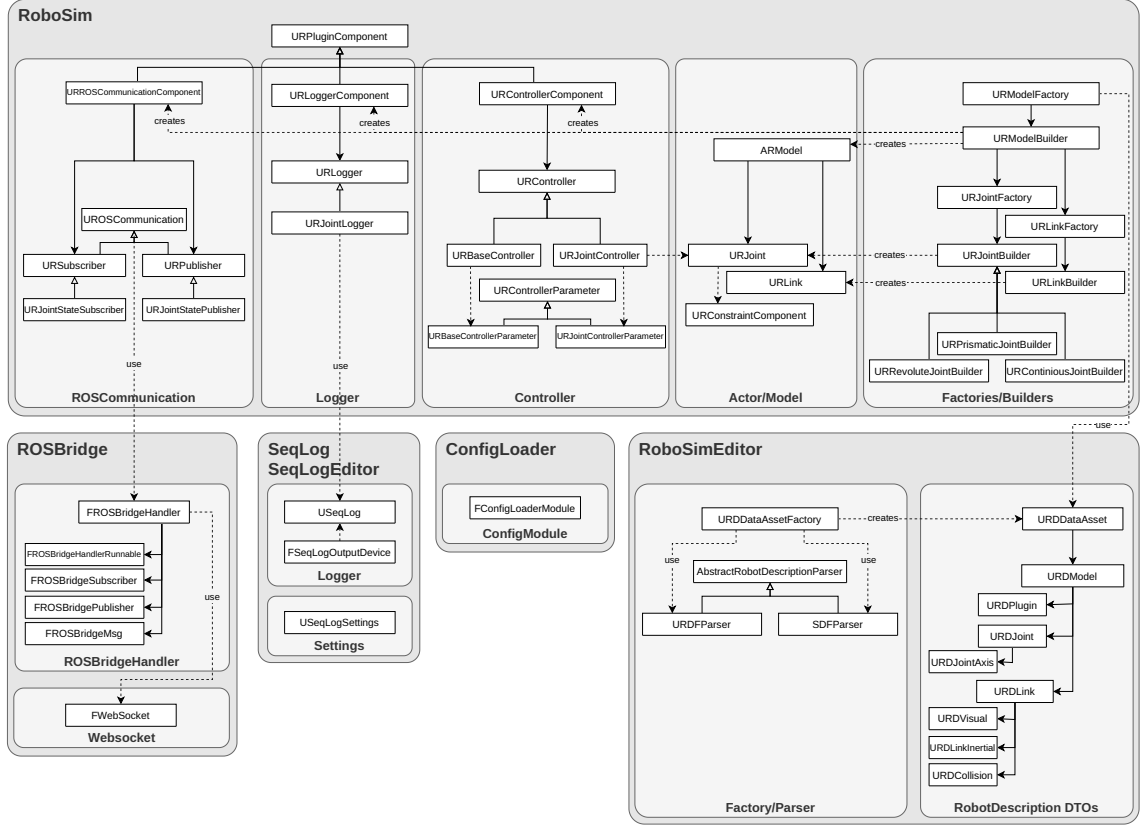 RoboSim
URPluginComponent
URROSCommunicationComponent
creates
UROSCommunication
URSubscriber
URPublisher
URJointStateSubscriber
URJointStatePublisher
use
ROSCommunication
URLoggerComponent
creates
URLogger
URJointLogger
use
Logger
URControllerComponent
creates
URController
URBaseController
URJointController
URControllerParameter
URBaseControllerParameter
URJointControllerParameter
Controller
ARModel
URJoint
URLink
URConstraintComponent
Actor/Model
URModelFactory
URModelBuilder
creates
URJointFactory
URLinkFactory
URJointBuilder
creates
URLinkBuilder
creates
URPrismaticJointBuilder
URRevoluteJointBuilder
URContiniousJointBuilder
Factories/Builders
use
ROSBridge
FROSBridgeHandler
FROSBridgeHandlerRunnable
FROSBridgeSubscriber
use
FROSBridgePublisher
FROSBridgeMsg
ROSBridgeHandler
FWebSocket
Websocket
SeqLog
SeqLogEditor
USeqLog
FSeqLogOutputDevice
Logger
USeqLogSettings
Settings
ConfigLoader
FConfigLoaderModule
ConfigModule
RoboSimEditor
URDDataAssetFactory
creates
use
use
AbstractRobotDescriptionParser
URDFParser
SDFParser
Factory/Parser
URDDataAsset
URDModel
URDPlugin
URDJoint
URDJointAxis
URDLink
URDVisual
URDLinkInertial
URDCollision
RobotDescription DTOs